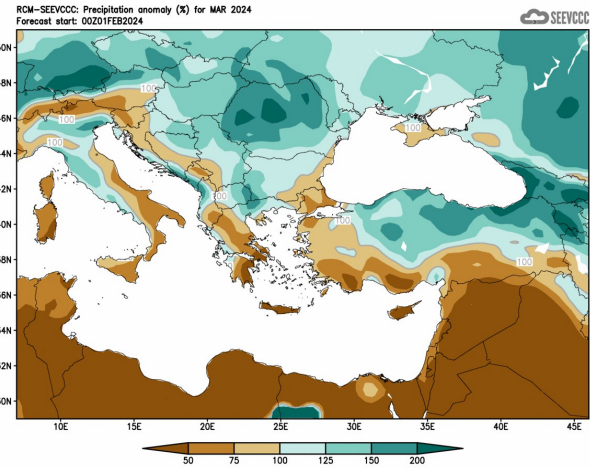 RCM-SEEVCCC: Precipitation anomaly (%) for MAR 2024
Forecast start: 00Z01FEB2024
SEEVCCC
100
100
100
100
100
100
100
10E
15E
20E
25E
30E
35E
40E
45E
50
75
100
125
150
200